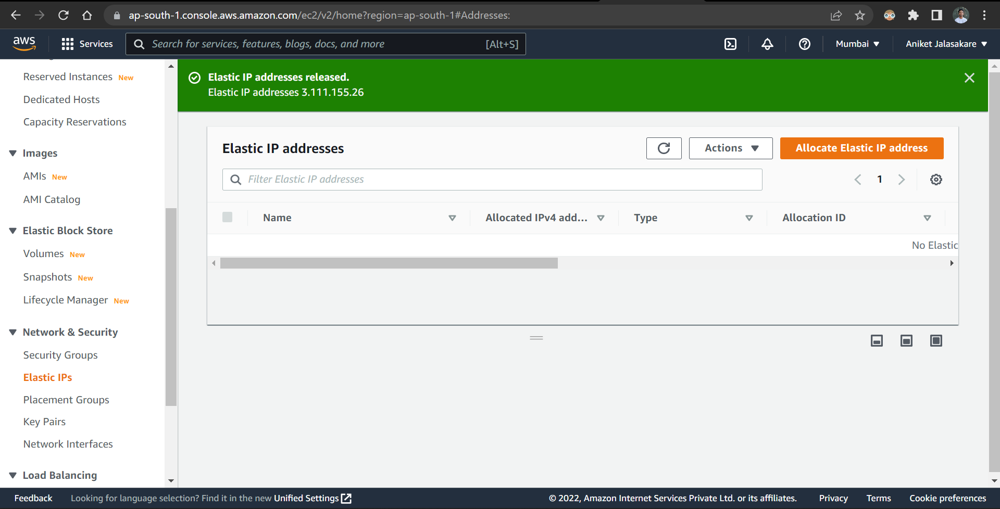 ap-south-1.console.aws.amazon.com/ec2/v2/home?region=ap-south-1#Addresses:
aws
Services
Search for services, features, blogs, docs, and more
[Alt+S]
Mumbai
Aniket Jalasakare
Reserved Instances New
Dedicated Hosts
Capacity Reservations
Images
AMIs New
AMI Catalog
Elastic Block Store
Volumes New
Snapshots New
Lifecycle Manager New
Network & Security
Security Groups
Elastic IPs
Placement Groups
Key Pairs
Network Interfaces
Load Balancing
Elastic IP addresses released.
Elastic IP addresses 3.111.155.26
Elastic IP addresses
Actions
Allocate Elastic IP address
Filter Elastic IP addresses
1
Name
Allocated IPv4 add...
Type
Allocation ID
No Elastic
Feedback
Looking for language selection? Find it in the new Unified Settings
© 2022, Amazon Internet Services Private Ltd. or its affiliates.
Privacy
Terms
Cookie preferences